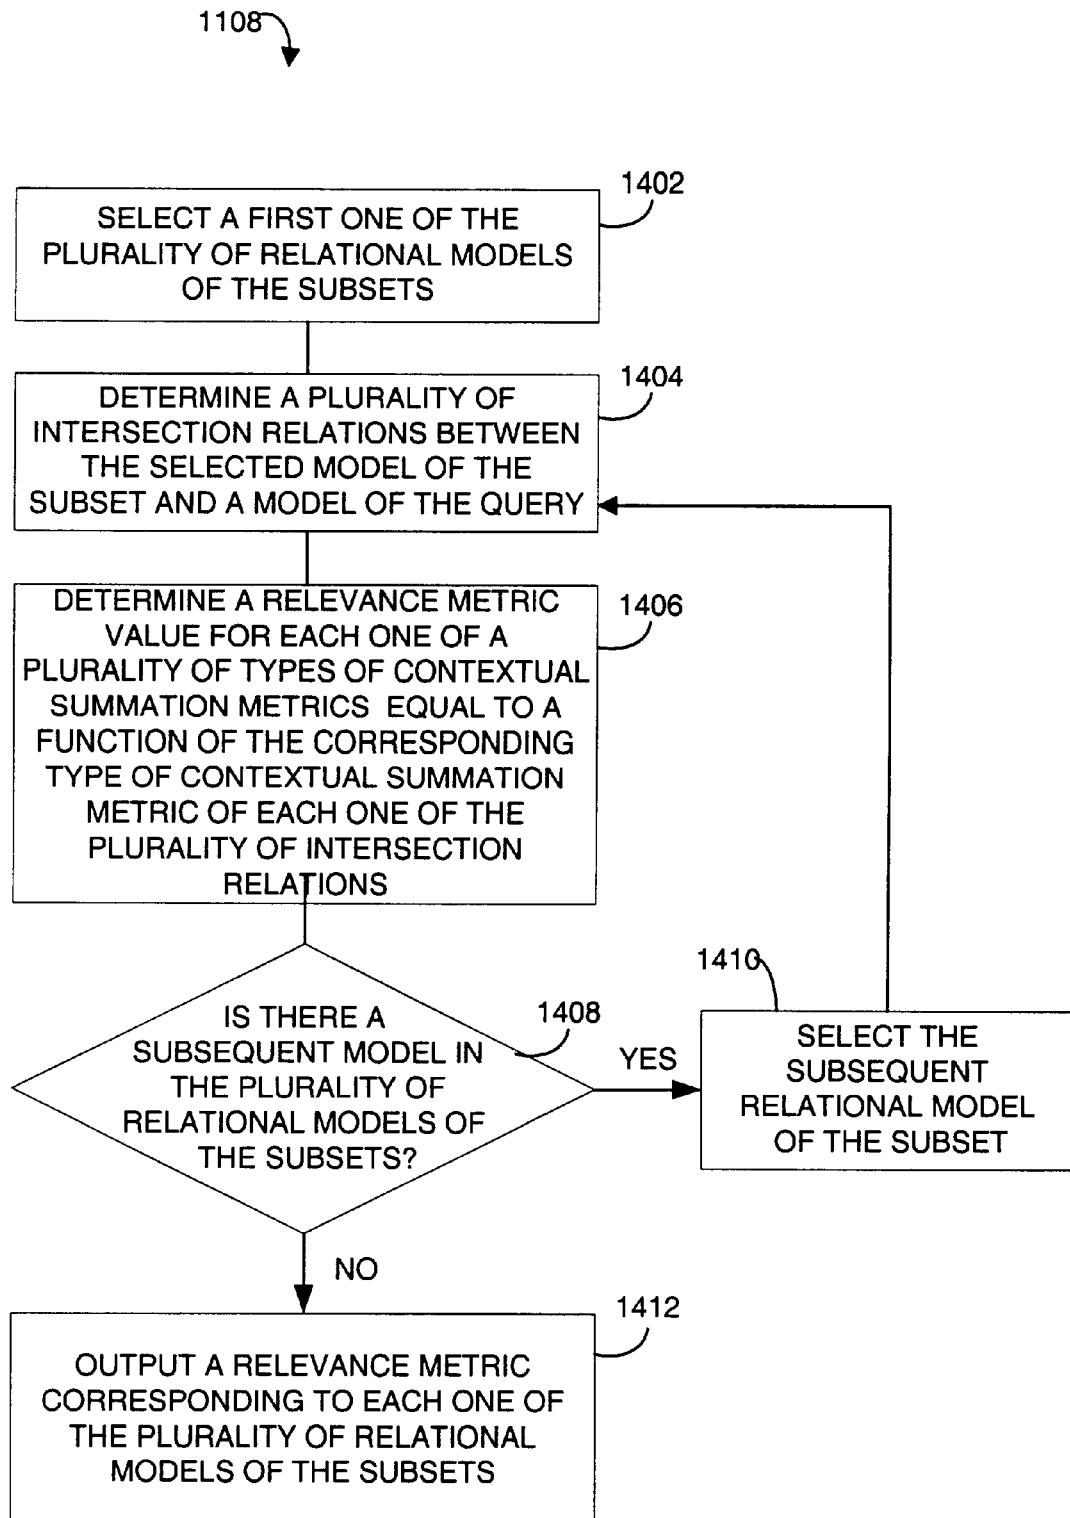 1108
1402
SELECT A FIRST ONE OF THE
PLURALITY OF RELATIONAL MODELS
OF THE SUBSETS
1404
DETERMINE A PLURALITY OF
INTERSECTION RELATIONS BETWEEN
THE SELECTED MODEL OF THE
SUBSET AND A MODEL OF THE QUERY
1406
DETERMINE A RELEVANCE METRIC
VALUE FOR EACH ONE OF A
PLURALITY OF TYPES OF CONTEXTUAL
SUMMATION METRICS EQUAL TO A
FUNCTION OF THE CORRESPONDING
TYPE OF CONTEXTUAL SUMMATION
METRIC OF EACH ONE OF THE
PLURALITY OF INTERSECTION
RELATIONS
1408
IS THERE A
SUBSEQUENT MODEL IN
THE PLURALITY OF
RELATIONAL MODELS OF
THE SUBSETS?
YES
1410
SELECT THE
SUBSEQUENT
RELATIONAL MODEL
OF THE SUBSET
NO
1412
OUTPUT A RELEVANCE METRIC
CORRESPONDING TO EACH ONE OF
THE PLURALITY OF RELATIONAL
MODELS OF THE SUBSETS